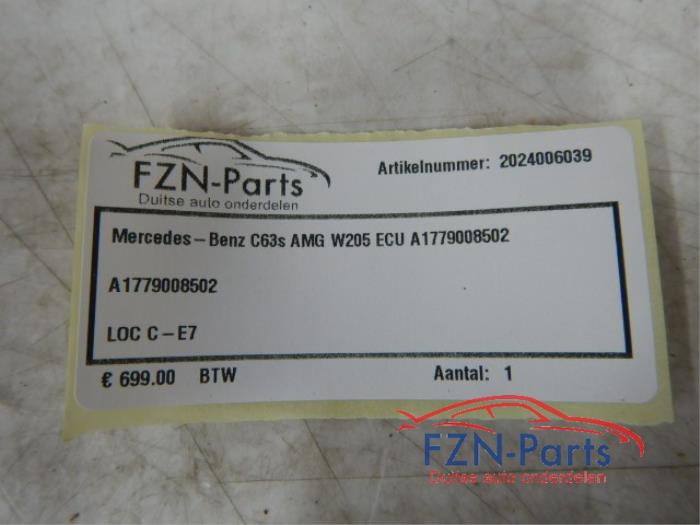 FZN-Parts
Duitse auto onderdelen
Artikelnummer: 2024006039
Mercedes-Benz C63s AMG W205 ECU A1779008502
A1779008502
LOC C-E7
€ 699.00 BTW
Aantal: 1
FZN-Parts
Duitse auto onderdelen